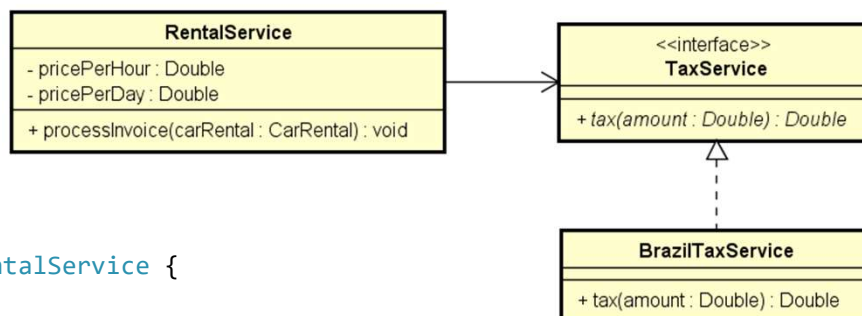 RentalService
- pricePerHour : Double
- pricePerDay : Double
+ processInvoice(carRental : CarRental) : void
<<interface>>
TaxService
+ tax(amount : Double) : Double
BrazilTaxService
+ tax(amount : Double) : Double
ntalService {